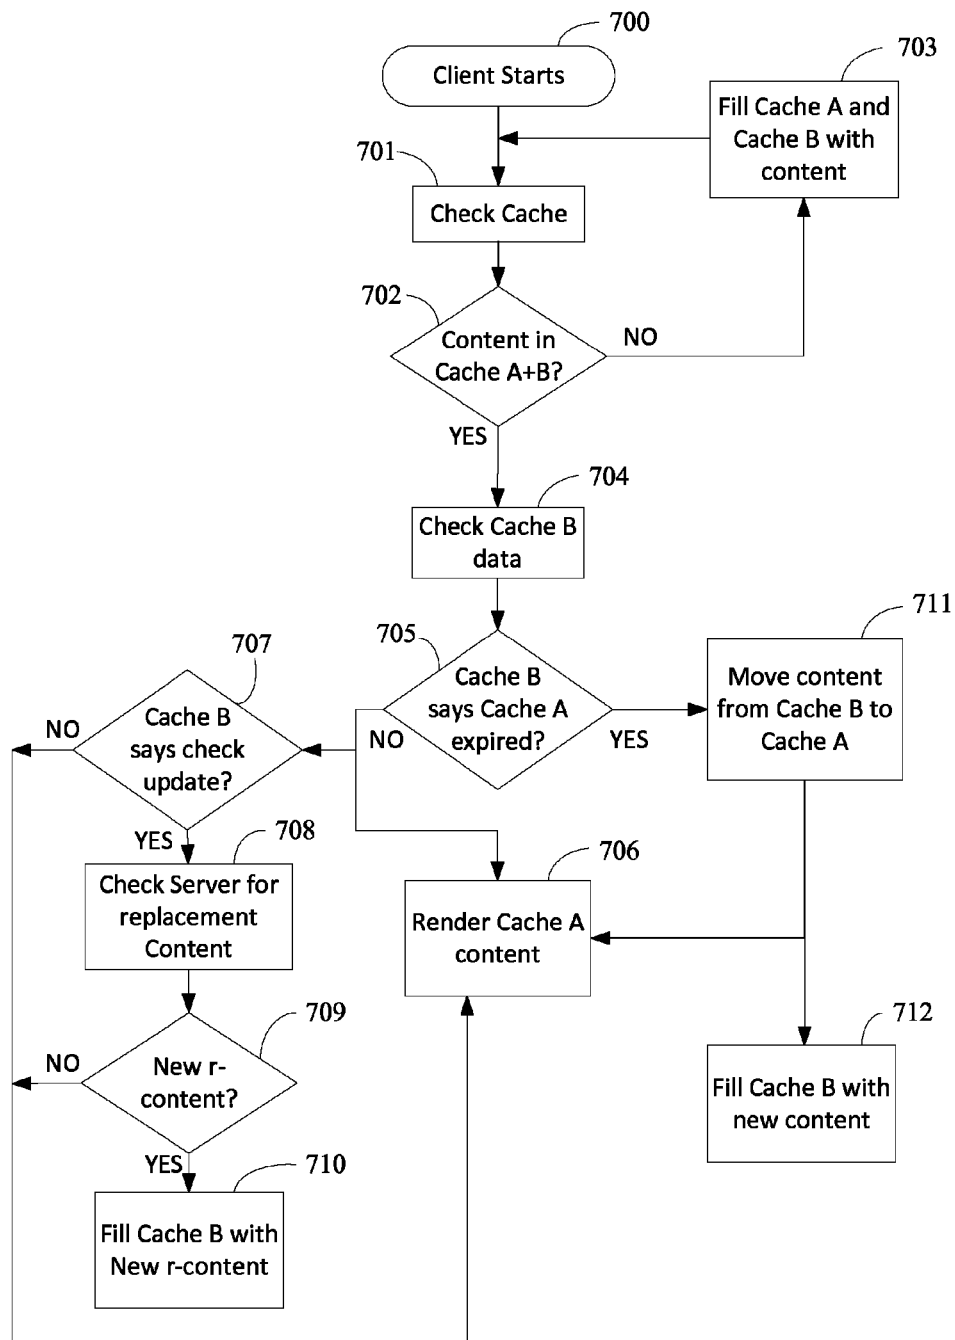 700
Client Starts
703
Fill Cache A and
Cache B with
content
701
Check Cache
702
Content in
Cache A+B?
NO
YES
704
Check Cache B
data
705
Cache B
says Cache A
expired?
NO
YES
711
Move content
from Cache B to
Cache A
707
Cache B
says check
update?
NO
YES
708
Check Server for
replacement
Content
706
Render Cache A
content
709
New r-
content?
NO
YES
712
Fill Cache B with
new content
710
Fill Cache B with
New r-content